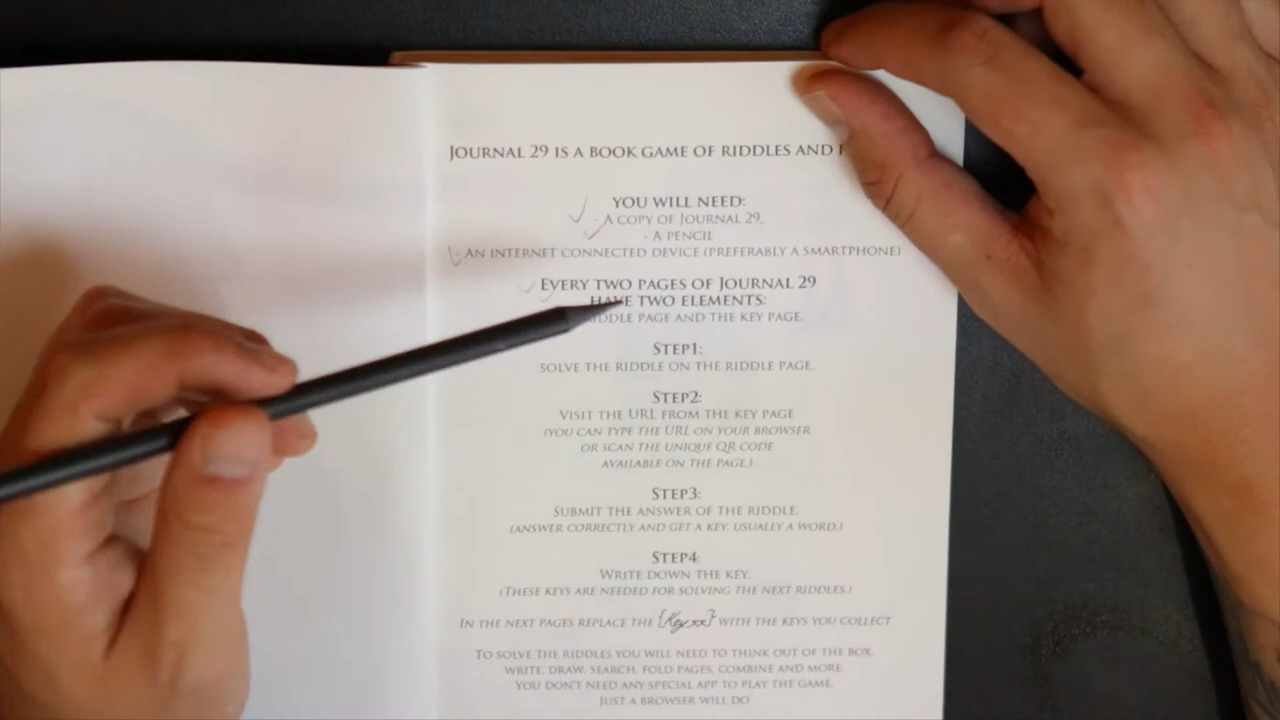 JOURNAL 29 IS A BOOK GAME OF RIDDLES AND
YOU WILL NEED:
- A COPY OF JOURNAL 29,
- A PENCIL
- AN INTERNET CONNECTED DEVICE (PREFERABLY A SMARTPHONE)
EVERY TWO PAGES OF JOURNAL 29
HAVE TWO ELEMENTS:
PAGE AND THE KEY PAGE.
STEP1:
SOLVE THE RIDDLE ON THE RIDDLE PAGE.
STEP2:
VISIT THE URL FROM THE KEY PAGE
(YOU CAN TYPE THE URL ON YOUR BROWSER
OR SCAN THE UNIQUE QR CODE
AVAILABLE ON THE PAGE.)
STEP3:
SUBMIT THE ANSWER OF THE RIDDLE.
(ANSWER CORRECTLY AND GET A KEY, USUALLY A WORD.)
STEP4:
WRITE DOWN THE KEY.
(THESE KEYS ARE NEEDED FOR SOLVING THE NEXT RIDDLES.)
IN THE NEXT PAGES REPLACE THE {Key xx} WITH THE KEYS YOU COLLECT
TO SOLVE THE RIDDLES YOU WILL NEED TO THINK OUT OF THE BOX.
WRITE, DRAW, SEARCH, FOLD PAGES, COMBINE AND MORE.
YOU DON'T NEED ANY SPECIAL APP TO PLAY THE GAME.
JUST A BROWSER WILL DO